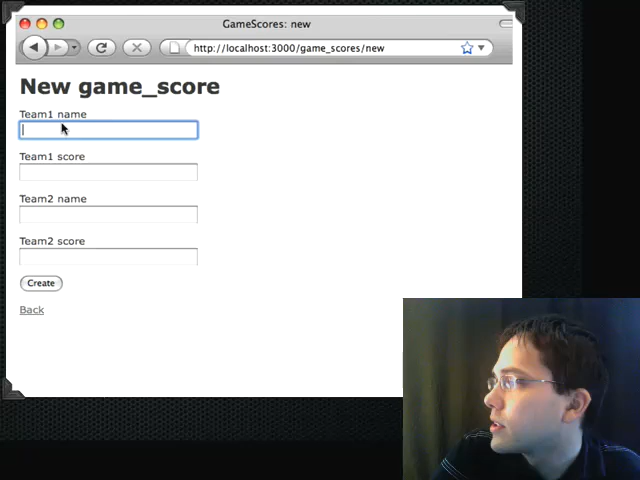 GameScores: new
http://localhost:3000/game_scores/new
New game_score
Team1 name
Team1 score
Team2 name
Team2 score
Create
Back